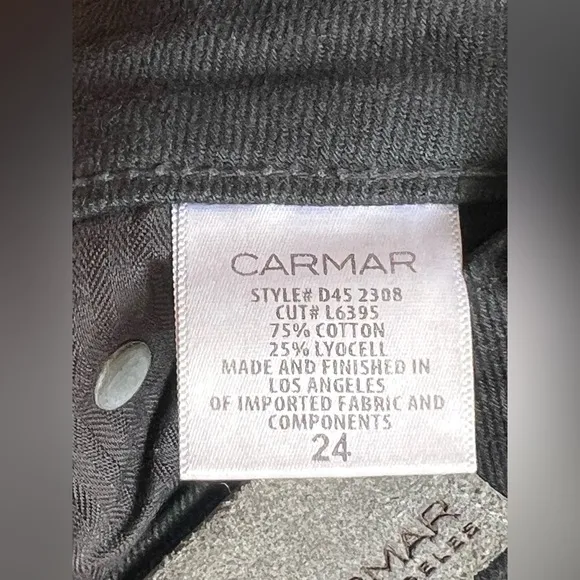 CARMAR
STYLE# D45 2308
CUT# L6395
75% COTTON
25% LYOCELL
MADE AND FINISHED IN
LOS ANGELES
OF IMPORTED FABRIC AND
COMPONENTS
24
RMAR